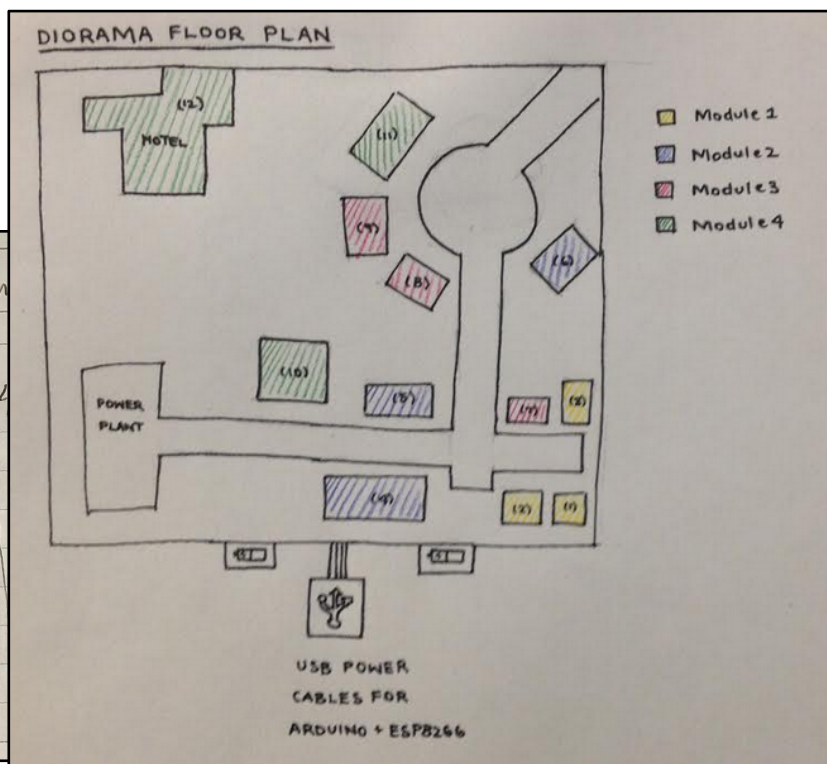 DIORAMA FLOOR PLAN
(12)
MOTEL
(11)
Module 1
Module 2
Module 3
Module 4
(9)
(6)
(8)
(10)
(5)
(7)
POWER
PLANT
(4)
(2)
(1)
USB POWER
CABLES FOR
ARDUINO + ESP8266